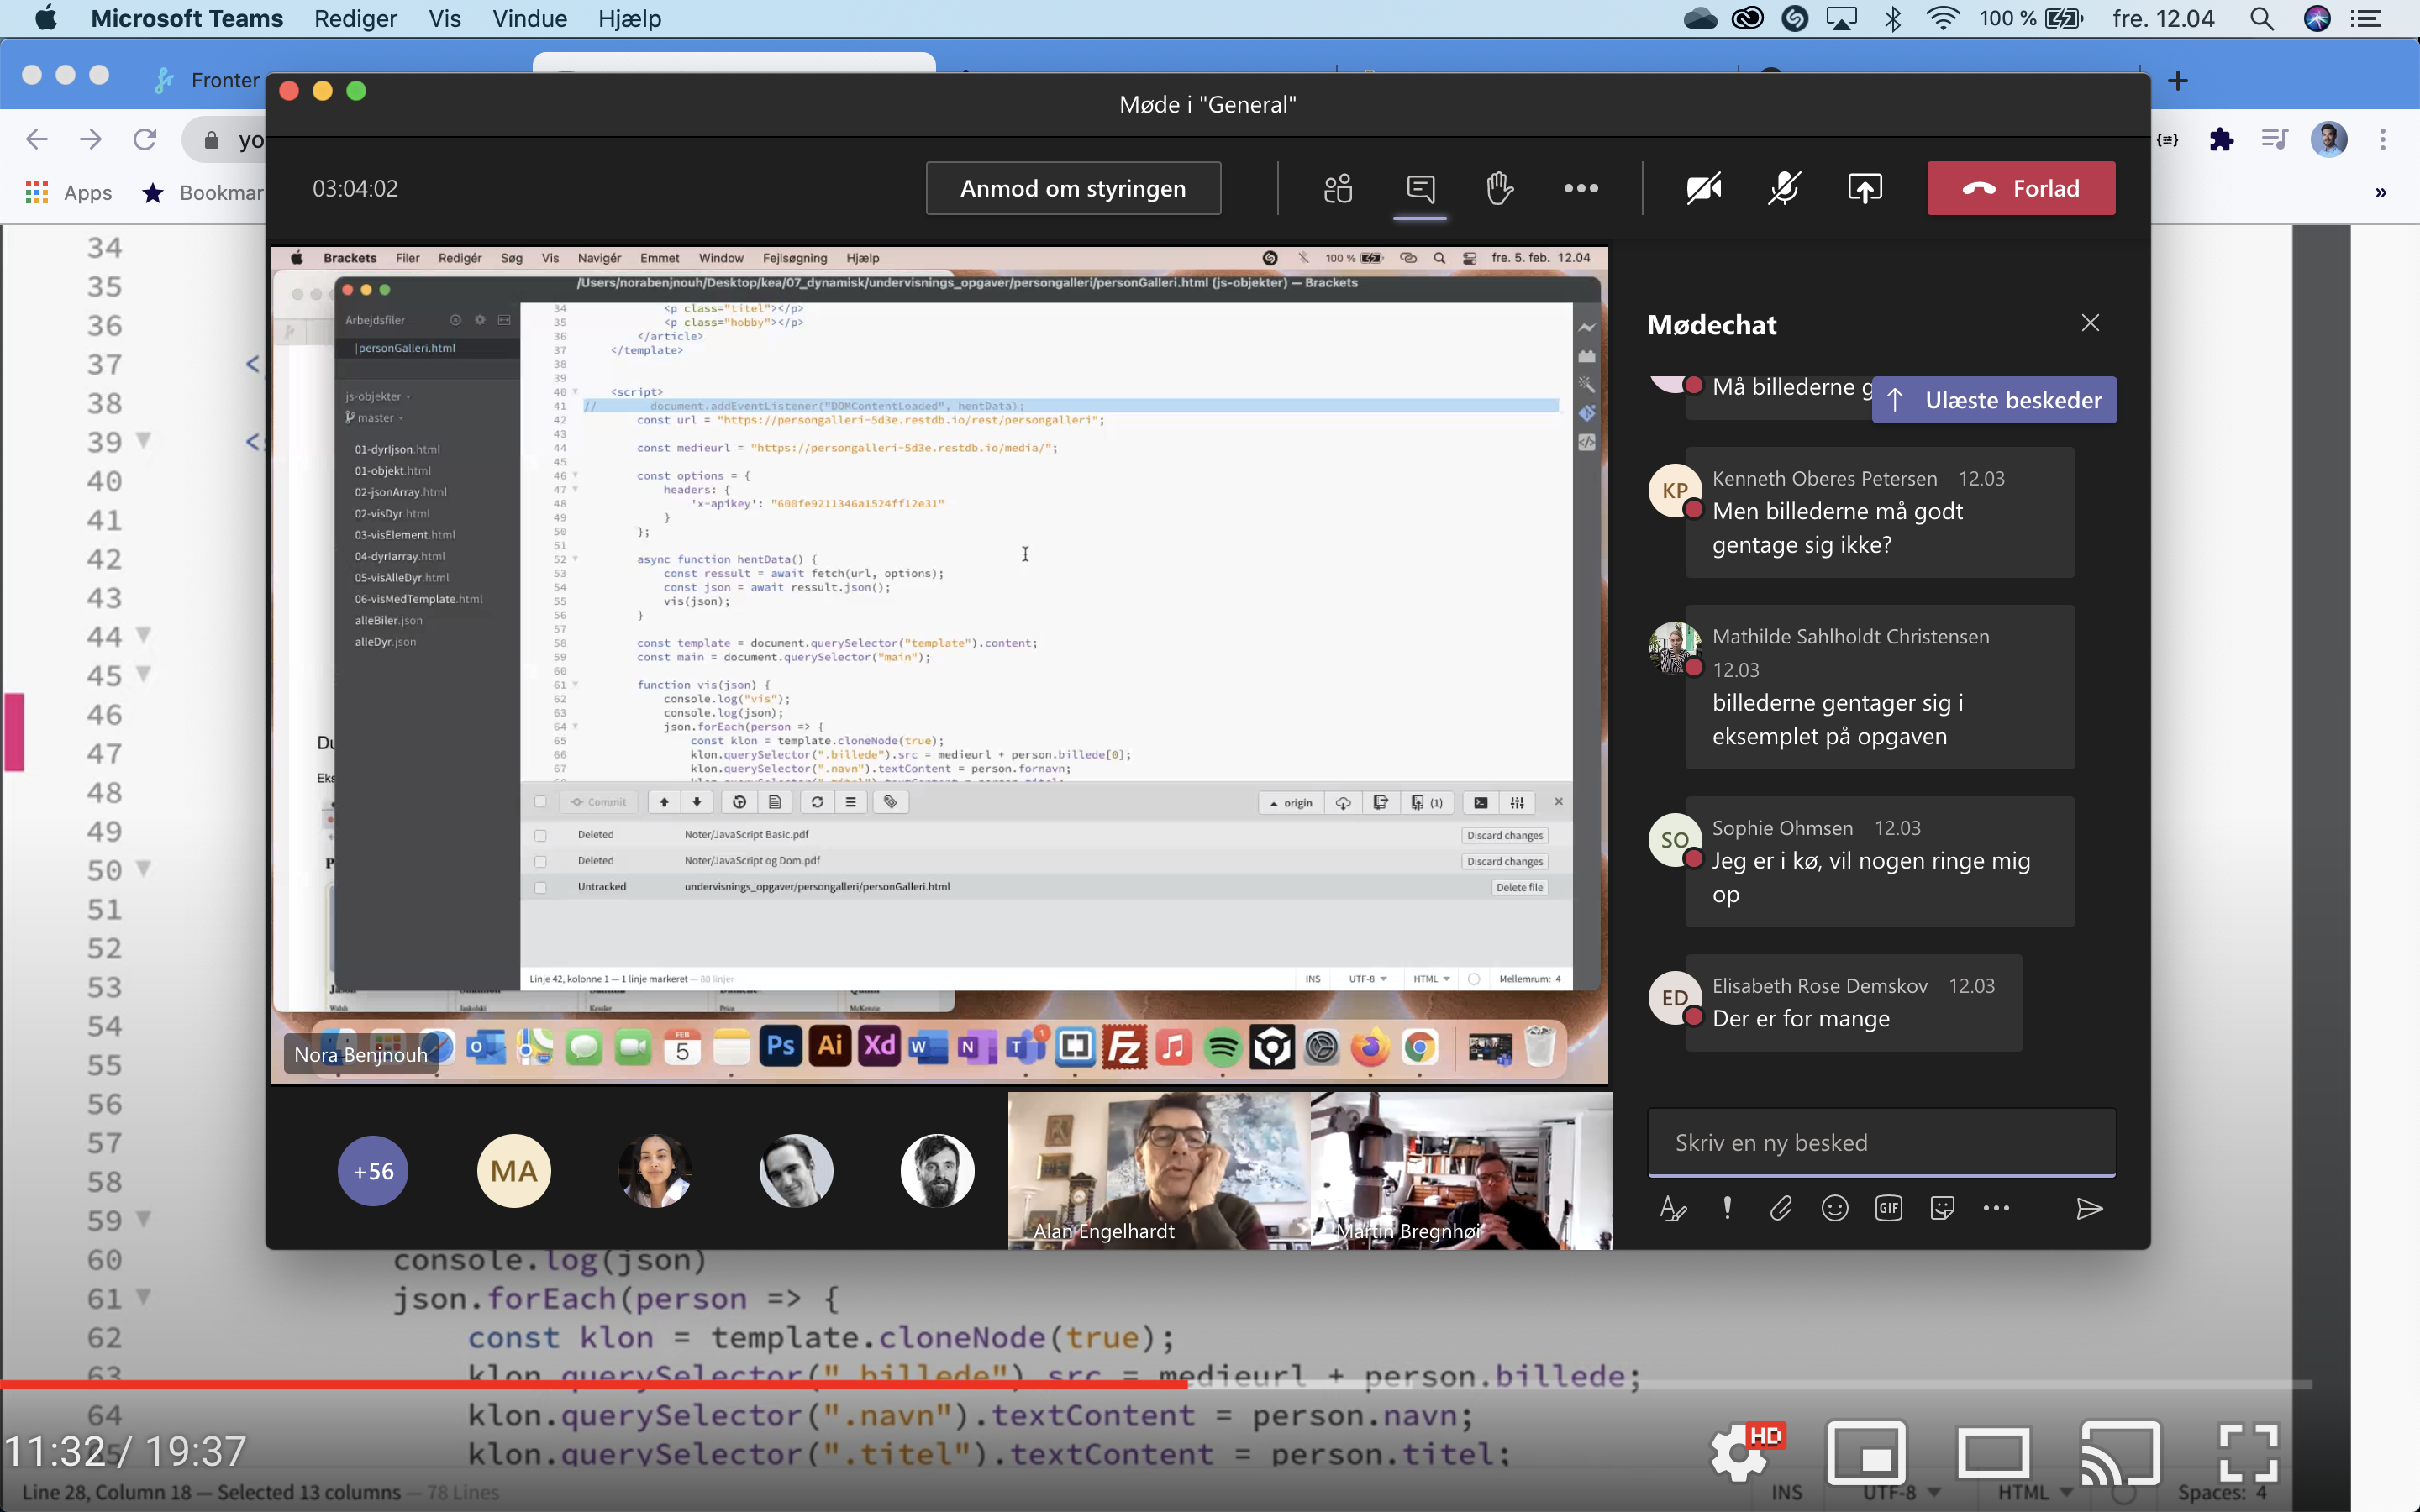 Microsoft Teams Rediger Vis Vindue Hjælp 100 % fre. 12.04
Fronter
yo
Apps Bookmar »
Møde i "General"
03:04:02 Anmod om styringen Forlad
Brackets Filer Redigér Søg Vis Navigér Emmet Window Fejlsøgning Hjælp 100 % fre. 5. feb. 12.04
/Users/norabenjnouh/Desktop/kea/07_dynamisk/undervisnings_opgaver/persongalleri/personGalleri.html (js-objekter) — Brackets
Arbejdsfiler
personGalleri.html
js-objekter
master
01-dyrIjson.html
01-objekt.html
02-jsonArray.html
02-visDyr.html
03-visElement.html
04-dyrIarray.html
05-visAlleDyr.html
06-visMedTemplate.html
alleBiler.json
alleDyr.json
34 <p class="titel"></p>
35 <p class="hobby"></p>
36 </article>
37 </template>
38
39
40 <script>
41 // document.addEventListener("DOMContentLoaded", hentData);
42 const url = "https://persongalleri-5d3e.restdb.io/rest/persongalleri";
43
44 const medieurl = "https://persongalleri-5d3e.restdb.io/media/";
45
46 const options = {
47 headers: {
48 'x-apikey': "600fe9211346a1524ff12e31"
49 }
50 };
51
52 async function hentData() {
53 const ressult = await fetch(url, options);
54 const json = await ressult.json();
55 vis(json);
56 }
57
58 const template = document.querySelector("template").content;
59 const main = document.querySelector("main");
60
61 function vis(json) {
62 console.log("vis");
63 console.log(json);
64 json.forEach(person => {
65 const klon = template.cloneNode(true);
66 klon.querySelector(".billede").src = medieurl + person.billede[0];
67 klon.querySelector(".navn").textContent = person.fornavn;
Commit origin (1)
Deleted Noter/JavaScript Basic.pdf Discard changes
Deleted Noter/JavaScript og Dom.pdf Discard changes
Untracked undervisnings_opgaver/persongalleri/personGalleri.html Delete file
Linje 42, kolonne 1 — 1 linje markeret — 80 linjer INS UTF-8 HTML Mellemrum: 4
FEB
5
Ps Ai Xd W N T 1 Fz
Nora Benjnouh
+56 MA
Alan Engelhardt
Martin Bregnhøi
Mødechat
Må billederne g
Ulæste beskeder
KP Kenneth Oberes Petersen 12.03
Men billederne må godt
gentage sig ikke?
Mathilde Sahlholdt Christensen
12.03
billederne gentager sig i
eksemplet på opgaven
SO Sophie Ohmsen 12.03
Jeg er i kø, vil nogen ringe mig
op
ED Elisabeth Rose Demskov 12.03
Der er for mange
Skriv en ny besked
GIF
34
35
36
37 <
38
39 <
40
41
42
43
44
45
46
47
48
49
50
51
52
53
54
55
56
57
58
59
60 console.log(json)
61 json.forEach(person => {
62 const klon = template.cloneNode(true);
63 klon.querySelector(".billede").src = medieurl + person.billede;
64 klon.querySelector(".navn").textContent = person.navn;
65 klon.querySelector(".titel").textContent = person.titel;
11:32 / 19:37 HD
Line 28, Column 18 — Selected 13 columns — 78 Lines INS UTF-8 HTML Spaces: 4